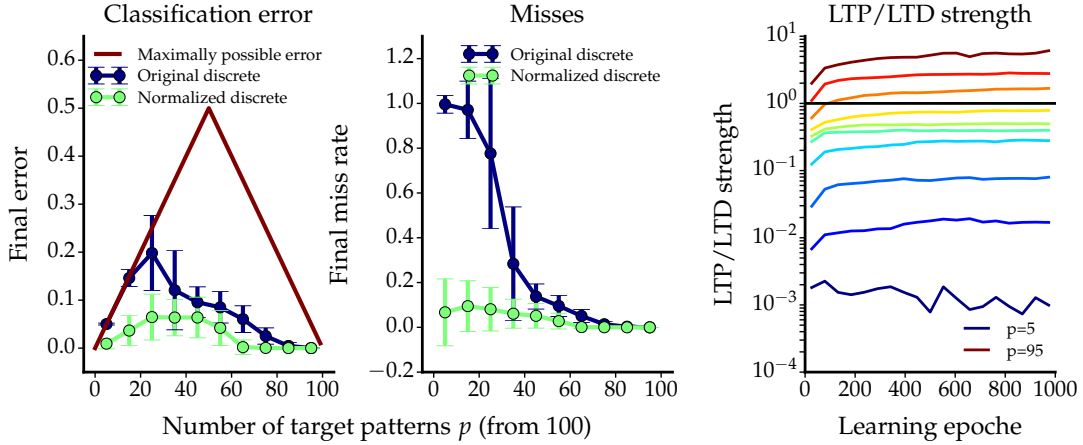 Classification error
Misses
LTP/LTD strength
Final error
0.6
0.5
0.4
0.3
0.2
0.1
0.0
Maximally possible error
Original discrete
Normalized discrete
0 20 40 60 80 100
Final miss rate
1.2
1.0
0.8
0.6
0.4
0.2
0.0
−0.2
Original discrete
Normalized discrete
0 20 40 60 80 100
Number of target patterns p (from 100)
LTP/LTD strength
10^1
10^0
10^−1
10^−2
10^−3
10^−4
p=5
p=95
0 200 400 600 800 1000
Learning epoche